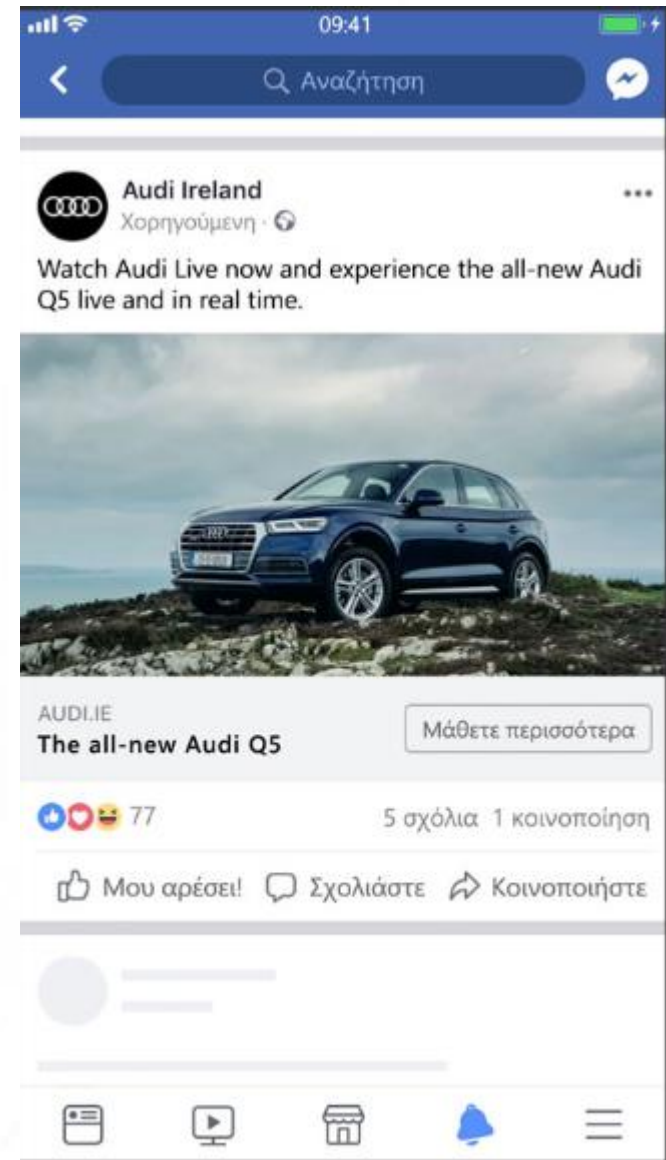 09:41
Αναζήτηση
Audi Ireland
Χορηγούμενη ·
Watch Audi Live now and experience the all-new Audi
Q5 live and in real time.
AUDI.IE
The all-new Audi Q5
Μάθετε περισσότερα
77
5 σχόλια 1 κοινοποίηση
Μου αρέσει! Σχολιάστε Κοινοποιήστε